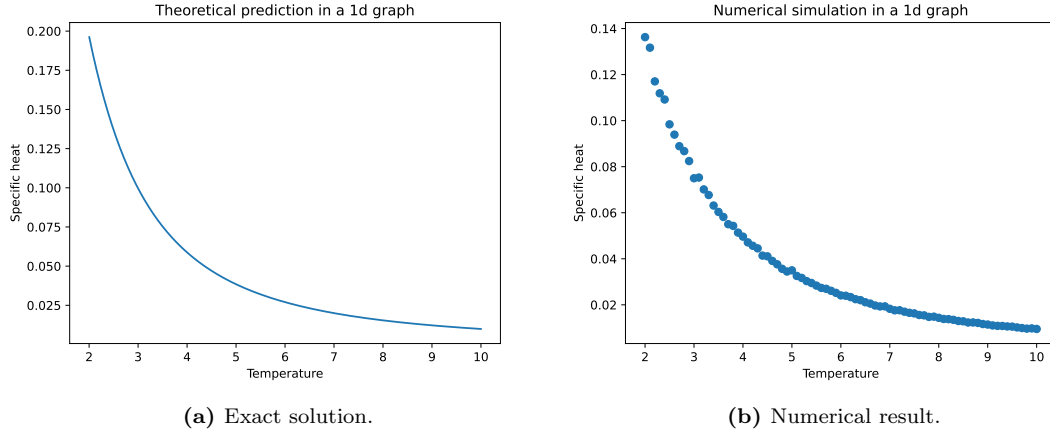 Theoretical prediction in a 1d graph
0.200
0.175
0.150
0.125
0.100
0.075
0.050
0.025
Specific heat
2 3 4 5 6 7 8 9 10
Temperature
(a) Exact solution.
Numerical simulation in a 1d graph
0.14
0.12
0.10
0.08
0.06
0.04
0.02
Specific heat
2 3 4 5 6 7 8 9 10
Temperature
(b) Numerical result.